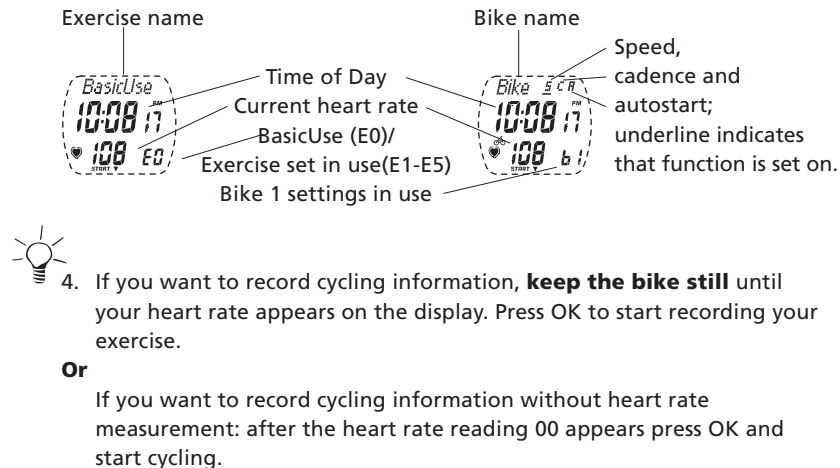 Exercise name
Bike name
BasicUse
10:08 PM 17
108 E0
START
Time of Day
Current heart rate
BasicUse (E0)/
Exercise set in use(E1-E5)
Bike 1 settings in use
Bike S C A
10:08 PM 17
108 b1
START
Speed,
cadence and
autostart;
underline indicates
that function is set on.
4. If you want to record cycling information, keep the bike still until
your heart rate appears on the display. Press OK to start recording your
exercise.
Or
If you want to record cycling information without heart rate
measurement: after the heart rate reading 00 appears press OK and
start cycling.